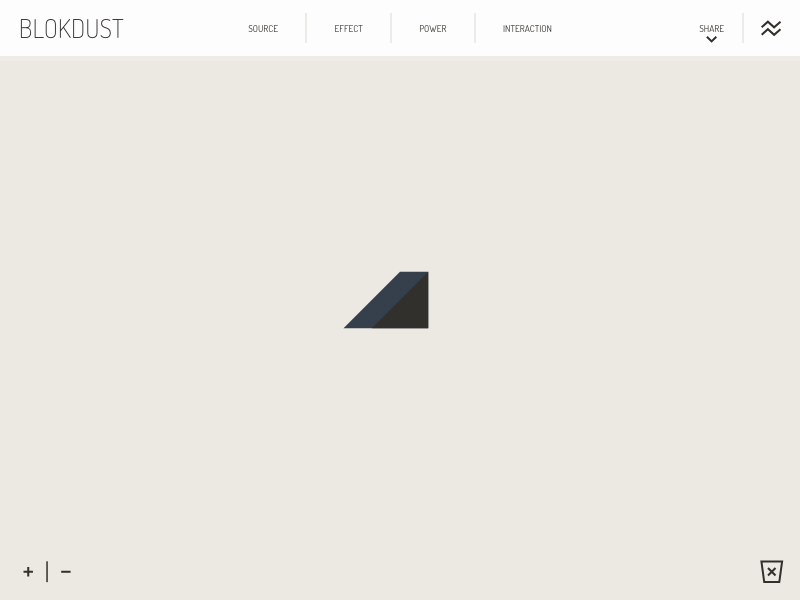 BLOKDUST
SOURCE
EFFECT
POWER
INTERACTION
SHARE
+ | −